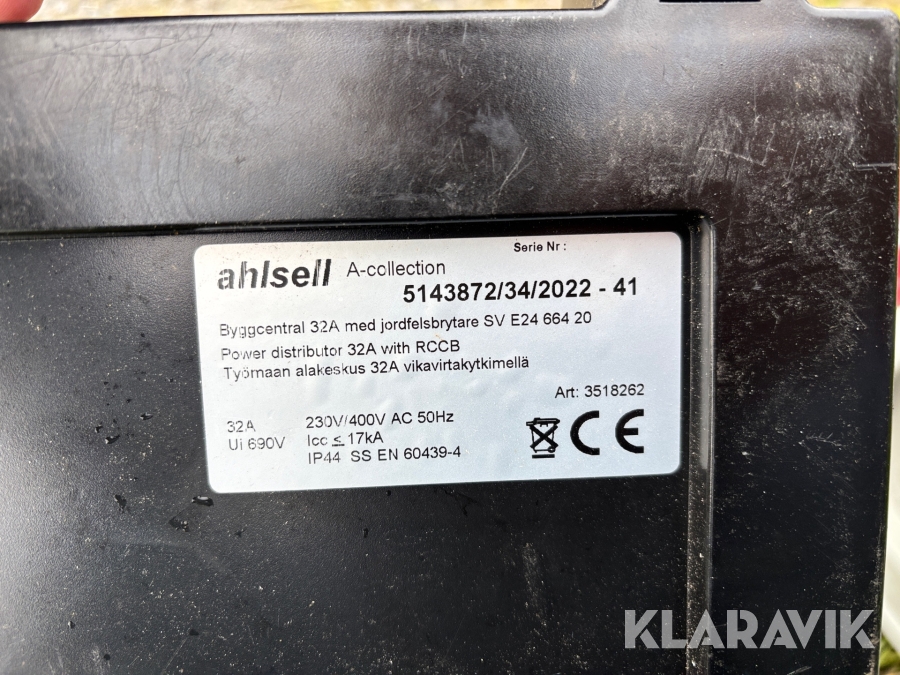 Serie Nr :
ahlsell A-collection
5143872/34/2022 - 41
Byggcentral 32A med jordfelsbrytare SV E24 664 20
Power distributor 32A with RCCB
Työmaan alakeskus 32A vikavirtakytkimellä
Art: 3518262
32A 230V/400V AC 50Hz
Ui 690V Icc ≤ 17kA
IP44 SS EN 60439-4
CE
KLARAVIK